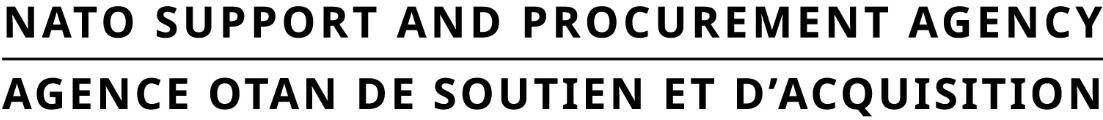 NATO SUPPORT AND PROCUREMENT AGENCY
AGENCE OTAN DE SOUTIEN ET D’ACQUISITION